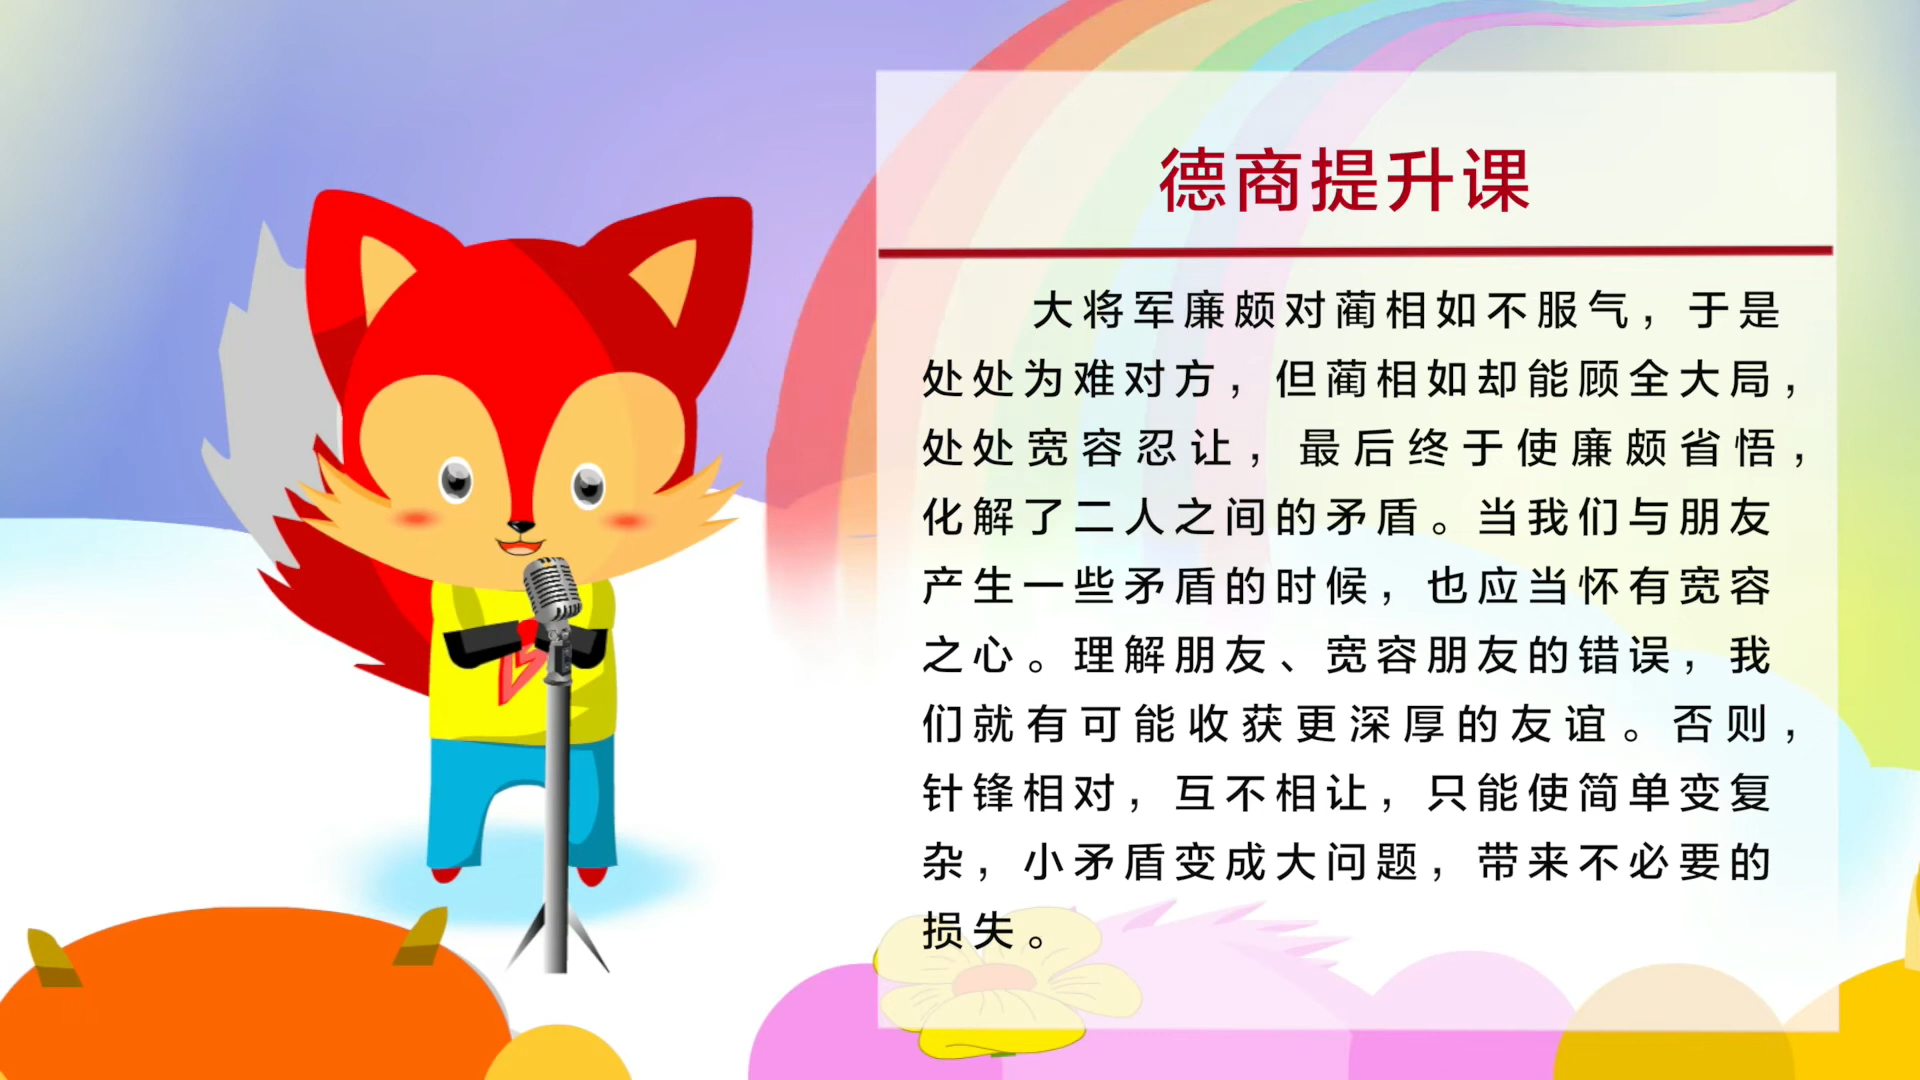 德商提升课
大将军廉颇对蔺相如不服气，于是
处处为难对方，但蔺相如却能顾全大局，
处处宽容忍让，最后终于使廉颇省悟，
化解了二人之间的矛盾。当我们与朋友
产生一些矛盾的时候，也应当怀有宽容
之心。理解朋友、宽容朋友的错误，我
们就有可能收获更深厚的友谊。否则，
针锋相对，互不相让，只能使简单变复
杂，小矛盾变成大问题，带来不必要的
损失。